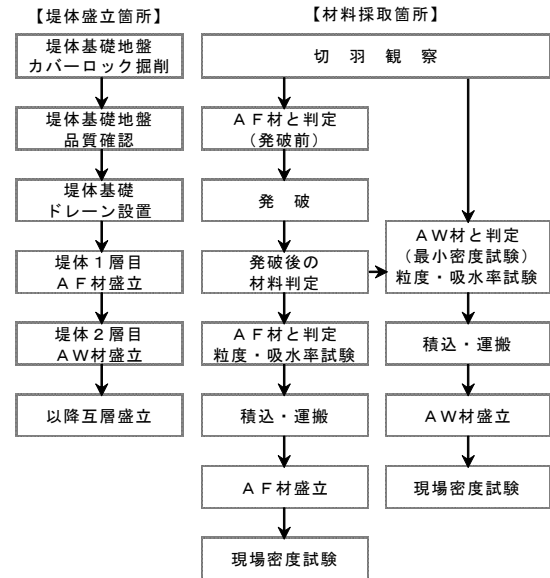 【堤体盛立箇所】
堤体基礎地盤
カバーロック掘削
堤体基礎地盤
品質確認
堤体基礎
ドレーン設置
堤体１層目
ＡＦ材盛立
堤体２層目
ＡＷ材盛立
以降互層盛立
【材料採取箇所】
切 羽 観 察
ＡＦ材と判定
（発破前）
発 破
発破後の
材料判定
ＡＦ材と判定
粒度・吸水率試験
積込・運搬
ＡＦ材盛立
現場密度試験
AW材と判定
（最小密度試験）
粒度・吸水率試験
積込・運搬
ＡＷ材盛立
現場密度試験